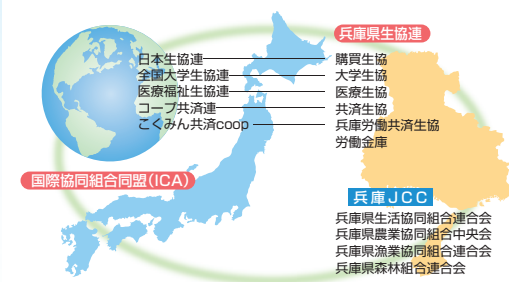 兵庫県生協連
日本生協連
購買生協
全国大学生協連
大学生協
医療福祉生協連
医療生協
コープ共済連
共済生協
こくみん共済coop
兵庫労働共済生協
労働金庫
国際協同組合同盟(ICA)
兵庫JCC
兵庫県生活協同組合連合会
兵庫県農業協同組合中央会
兵庫県漁業協同組合連合会
兵庫県森林組合連合会